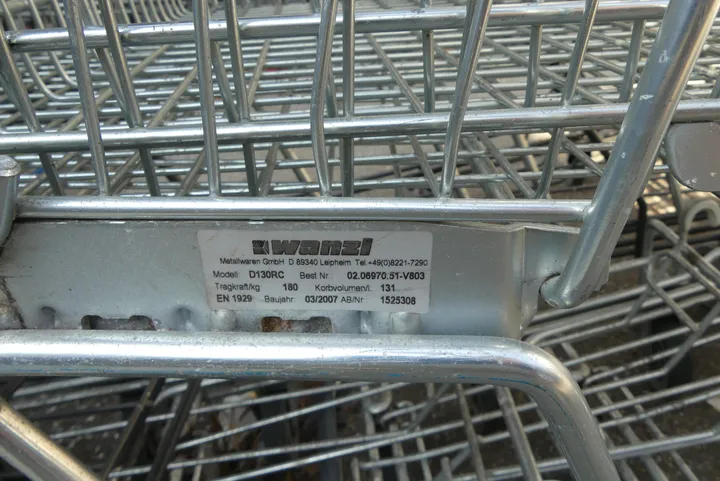 wanzl
Metallwaren GmbH D 89340 Leipheim Tel.+49(0)8221-7290
Modell: D130RC Best Nr. 02.06970.51-V803
Tragkraft/kg 180 Korbvolumen/l. 131
EN 1929 Baujahr: 03/2007 AB/Nr. 1525308